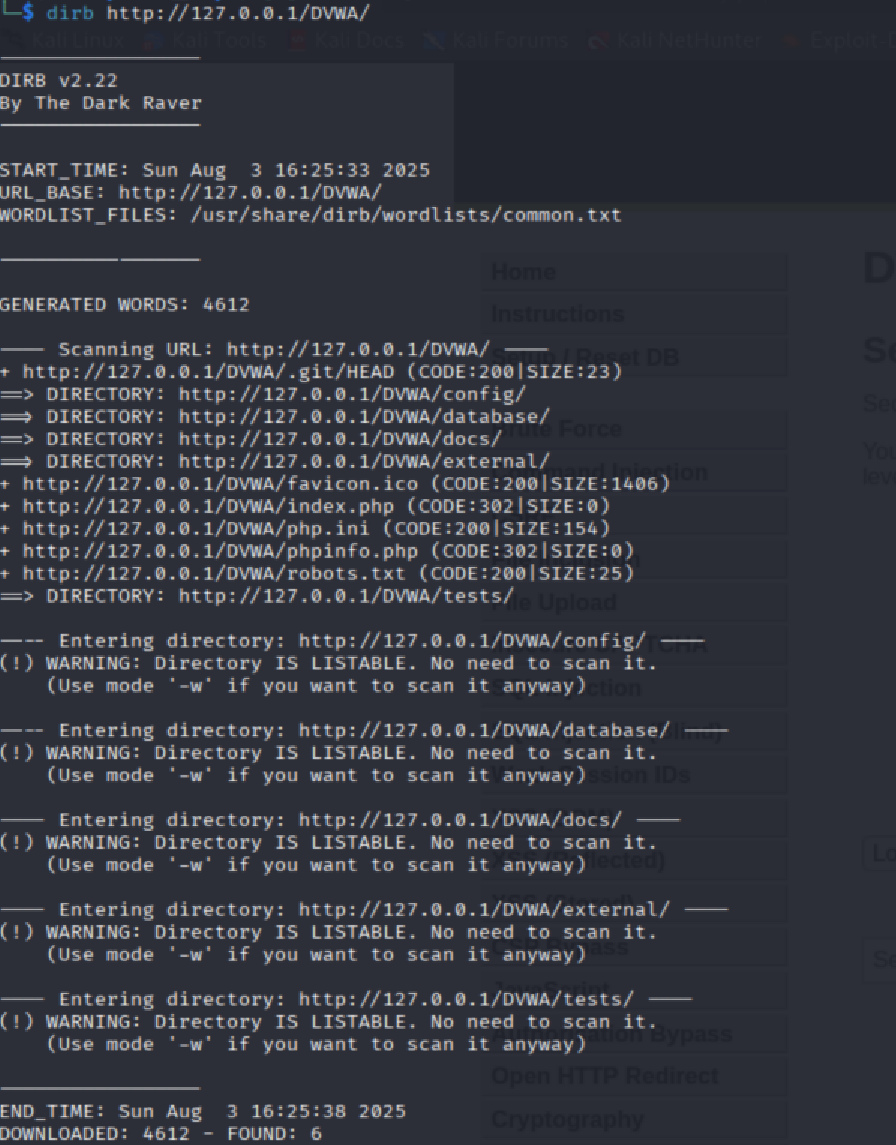 $ dirb http://127.0.0.1/DVWA/
Kali Linux Kali Tools Kali Docs Kali Forums Kali NetHunter Exploit-D
DIRB v2.22
By The Dark Raver
START_TIME: Sun Aug  3 16:25:33 2025
URL_BASE: http://127.0.0.1/DVWA/
WORDLIST_FILES: /usr/share/dirb/wordlists/common.txt
GENERATED WORDS: 4612
---- Scanning URL: http://127.0.0.1/DVWA/ ----
+ http://127.0.0.1/DVWA/.git/HEAD (CODE:200|SIZE:23)
==> DIRECTORY: http://127.0.0.1/DVWA/config/
==> DIRECTORY: http://127.0.0.1/DVWA/database/
==> DIRECTORY: http://127.0.0.1/DVWA/docs/
==> DIRECTORY: http://127.0.0.1/DVWA/external/
+ http://127.0.0.1/DVWA/favicon.ico (CODE:200|SIZE:1406)
+ http://127.0.0.1/DVWA/index.php (CODE:302|SIZE:0)
+ http://127.0.0.1/DVWA/php.ini (CODE:200|SIZE:154)
+ http://127.0.0.1/DVWA/phpinfo.php (CODE:302|SIZE:0)
+ http://127.0.0.1/DVWA/robots.txt (CODE:200|SIZE:25)
==> DIRECTORY: http://127.0.0.1/DVWA/tests/
---- Entering directory: http://127.0.0.1/DVWA/config/ ----
(!) WARNING: Directory IS LISTABLE. No need to scan it.
(Use mode '-w' if you want to scan it anyway)
---- Entering directory: http://127.0.0.1/DVWA/database/ ----
(!) WARNING: Directory IS LISTABLE. No need to scan it.
(Use mode '-w' if you want to scan it anyway)
---- Entering directory: http://127.0.0.1/DVWA/docs/ ----
(!) WARNING: Directory IS LISTABLE. No need to scan it.
(Use mode '-w' if you want to scan it anyway)
---- Entering directory: http://127.0.0.1/DVWA/external/ ----
(!) WARNING: Directory IS LISTABLE. No need to scan it.
(Use mode '-w' if you want to scan it anyway)
---- Entering directory: http://127.0.0.1/DVWA/tests/ ----
(!) WARNING: Directory IS LISTABLE. No need to scan it.
(Use mode '-w' if you want to scan it anyway)
END_TIME: Sun Aug  3 16:25:38 2025
DOWNLOADED: 4612 - FOUND: 6
Home
Instructions
Setup / Reset DB
Brute Force
Command Injection
File Upload
Open HTTP Redirect
Cryptography